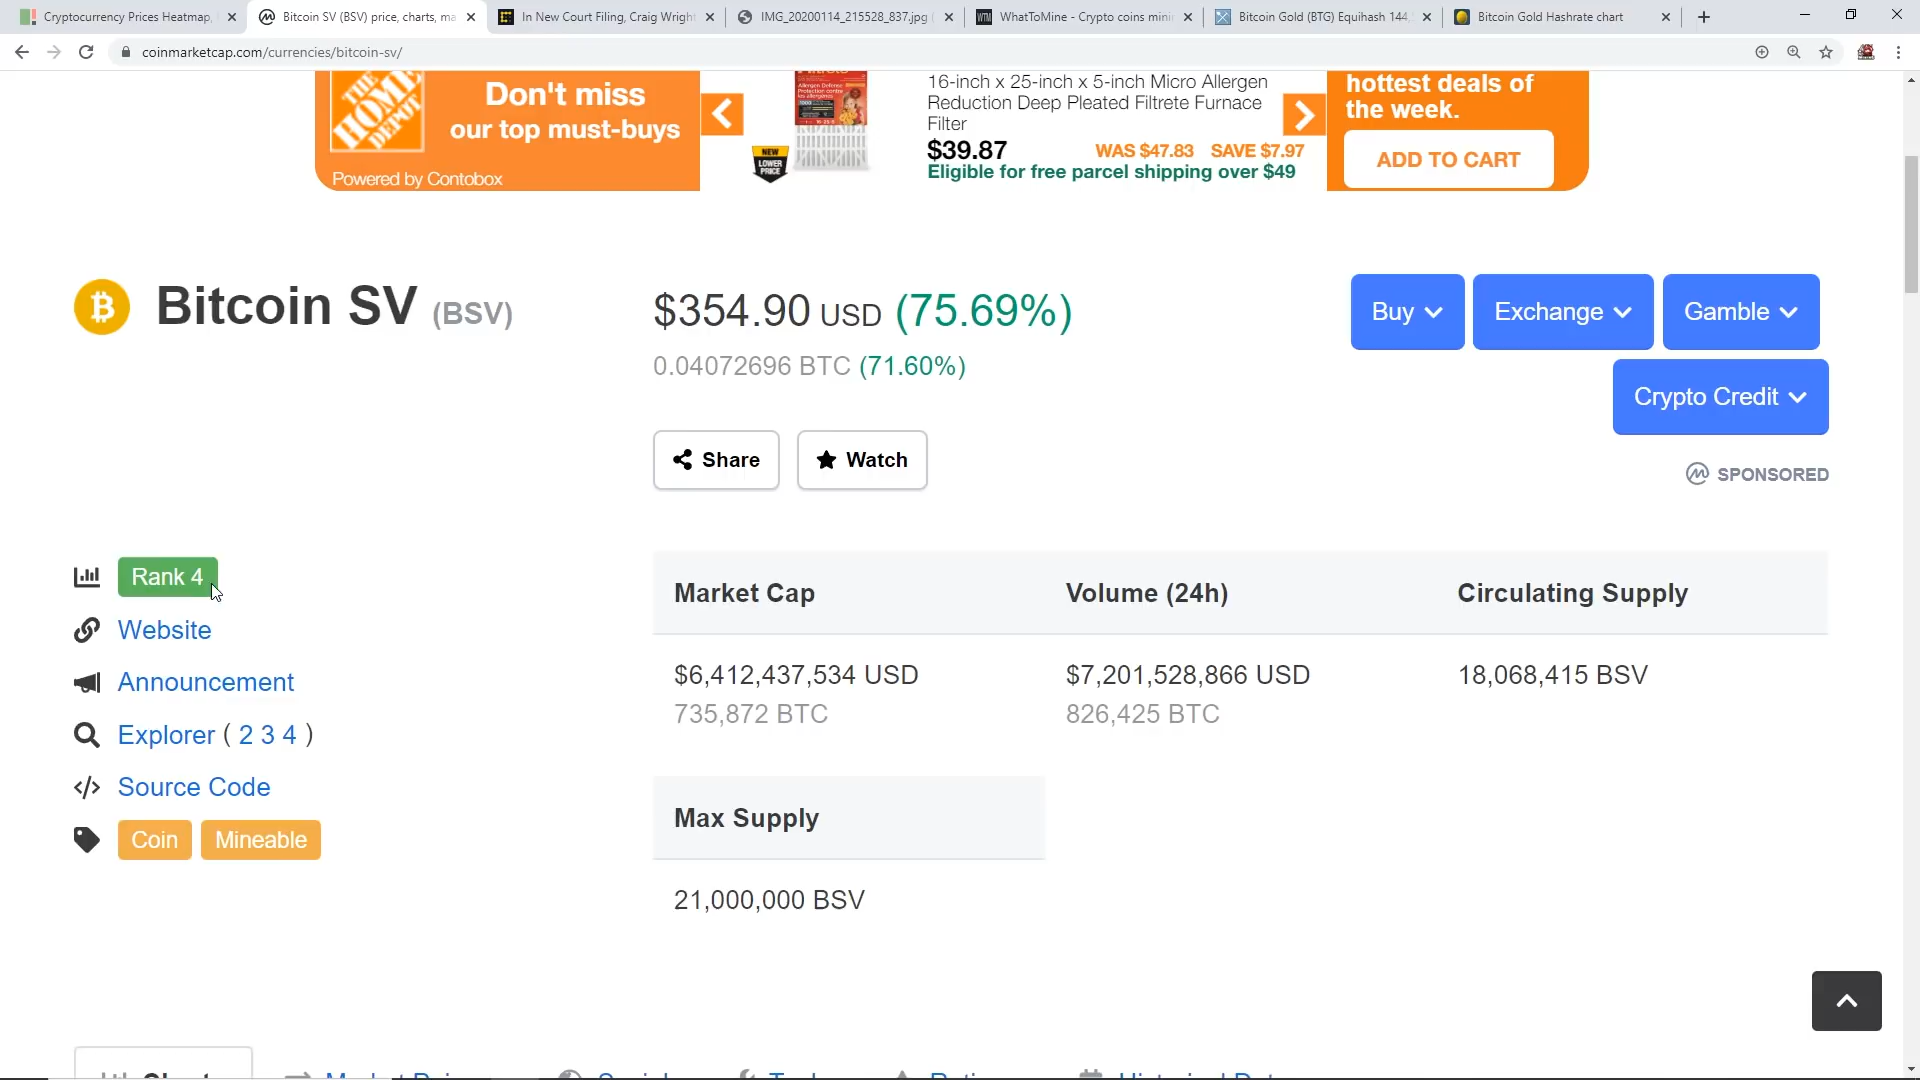 Cryptocurrency Prices Heatmap,
Bitcoin SV (BSV) price, charts, ma
In New Court Filing, Craig Wright
IMG_20200114_215528_837.jpg (
WTM WhatToMine - Crypto coins mini
Bitcoin Gold (BTG) Equihash 144,
Bitcoin Gold Hashrate chart
coinmarketcap.com/currencies/bitcoin-sv/
THE HOME DEPOT
Don't miss
our top must-buys
Powered by Contobox
NEW LOWER PRICE
16-inch x 25-inch x 5-inch Micro Allergen
Reduction Deep Pleated Filtrete Furnace
Filter
$39.87 WAS $47.83 SAVE $7.97
Eligible for free parcel shipping over $49
hottest deals of
the week.
ADD TO CART
Bitcoin SV (BSV)
$354.90 USD (75.69%)
0.04072696 BTC (71.60%)
Share Watch
Buy Exchange Gamble
Crypto Credit
SPONSORED
Rank 4
Website
Announcement
Explorer ( 2 3 4 )
Source Code
Coin Mineable
Market Cap Volume (24h) Circulating Supply
$6,412,437,534 USD $7,201,528,866 USD 18,068,415 BSV
735,872 BTC 826,425 BTC
Max Supply
21,000,000 BSV